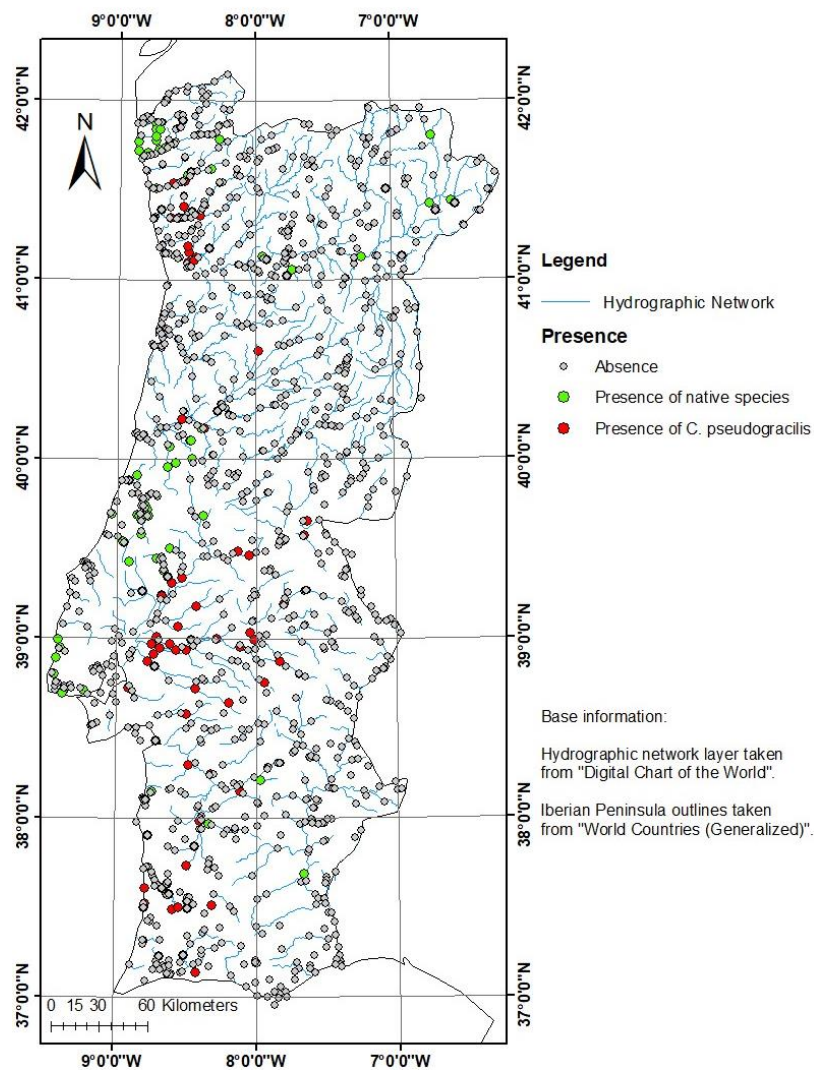 9°0'0"W 8°0'0"W 7°0'0"W
42°0'0"N 42°0'0"N
N
41°0'0"N 41°0'0"N
40°0'0"N 40°0'0"N
39°0'0"N 39°0'0"N
38°0'0"N 38°0'0"N
37°0'0"N 37°0'0"N
0 15 30 60 Kilometers
9°0'0"W 8°0'0"W 7°0'0"W
Legend
Hydrographic Network
Presence
Absence
Presence of native species
Presence of C. pseudogracilis
Base information:
Hydrographic network layer taken
from "Digital Chart of the World".
Iberian Peninsula outlines taken
from "World Countries (Generalized)".